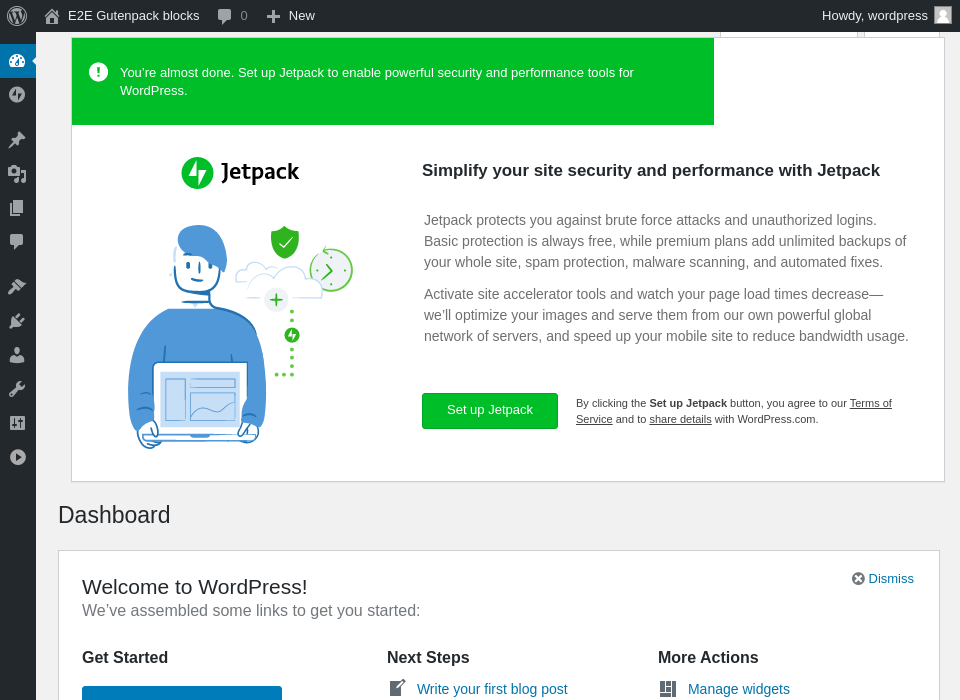 E2E Gutenpack blocks 0 New Howdy, wordpress
You’re almost done. Set up Jetpack to enable powerful security and performance tools for
WordPress.
Jetpack
Simplify your site security and performance with Jetpack
Jetpack protects you against brute force attacks and unauthorized logins.
Basic protection is always free, while premium plans add unlimited backups of
your whole site, spam protection, malware scanning, and automated fixes.
Activate site accelerator tools and watch your page load times decrease—
we’ll optimize your images and serve them from our own powerful global
network of servers, and speed up your mobile site to reduce bandwidth usage.
Set up Jetpack
By clicking the Set up Jetpack button, you agree to our Terms of
Service and to share details with WordPress.com.
Dashboard
Welcome to WordPress!
Dismiss
We’ve assembled some links to get you started:
Get Started
Next Steps
Write your first blog post
More Actions
Manage widgets